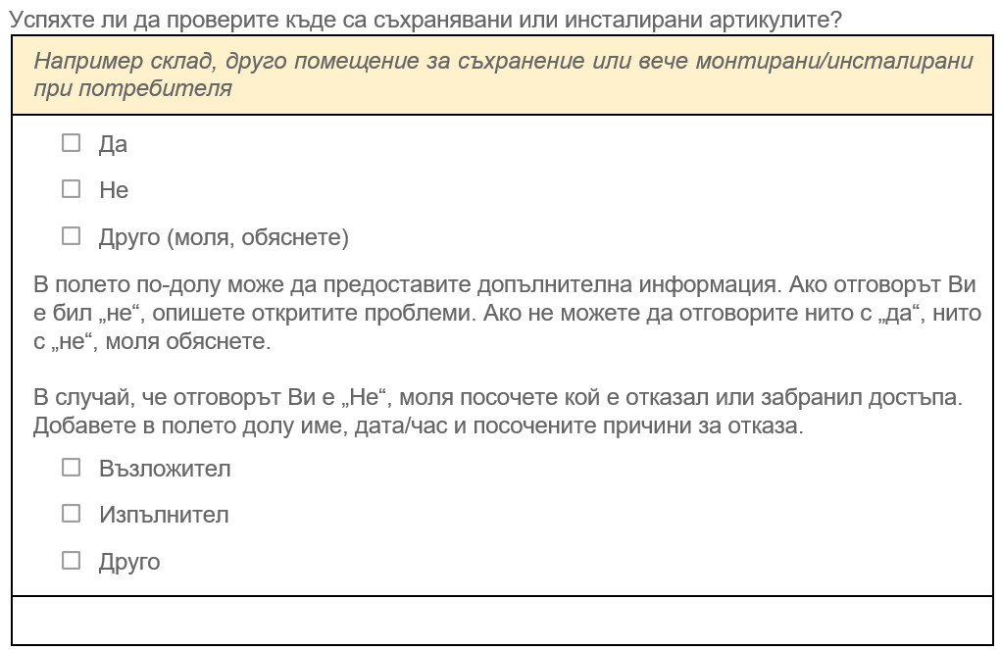 Успяхте ли да проверите къде са съхранявани или инсталирани артикулите?
Например склад, друго помещение за съхранение или вече монтирани/инсталирани
при потребителя
Да
Не
Друго (моля, обяснете)
В полето по-долу може да предоставите допълнителна информация. Ако отговорът Ви
е бил „не“, опишете откритите проблеми. Ако не можете да отговорите нито с „да“, нито
с „не“, моля обяснете.
В случай, че отговорът Ви е „Не“, моля посочете кой е отказал или забранил достъпа.
Добавете в полето долу име, дата/час и посочените причини за отказа.
Възложител
Изпълнител
Друго